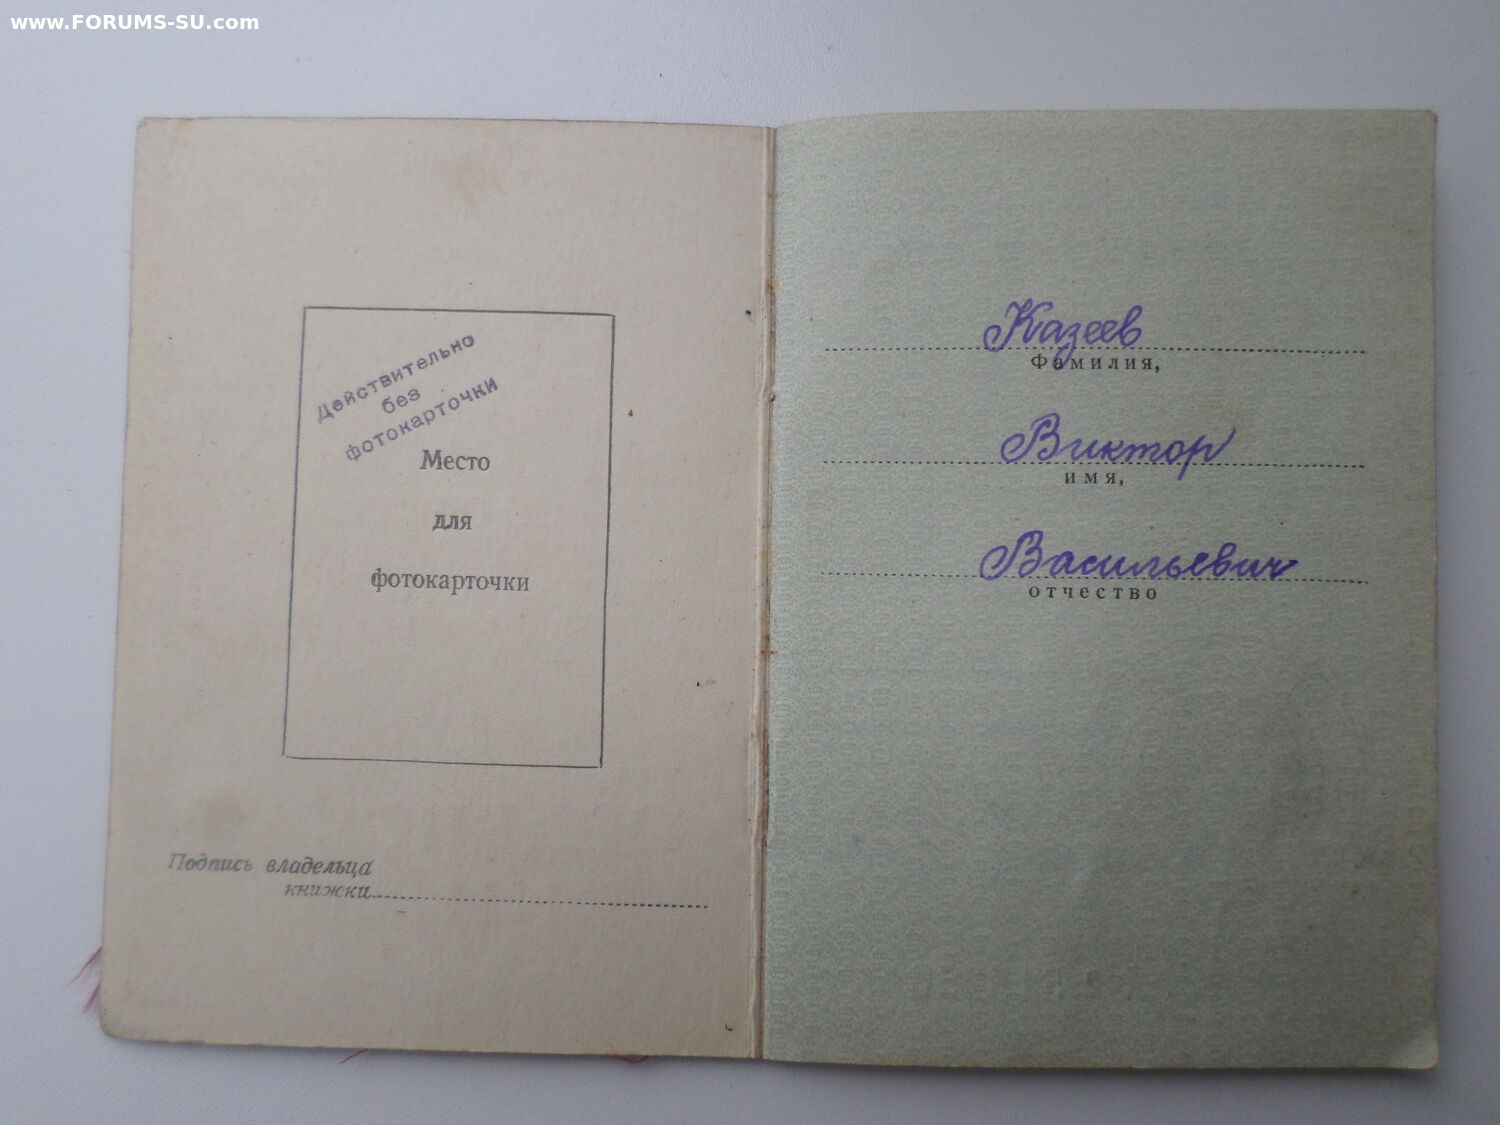 www.FORUMS-SU.com
Действительно
без
фотокарточки
Место
для
фотокарточки
Подпись владельца
книжки
Казеев
Фамилия,
Виктор
имя,
Васильевич
отчество